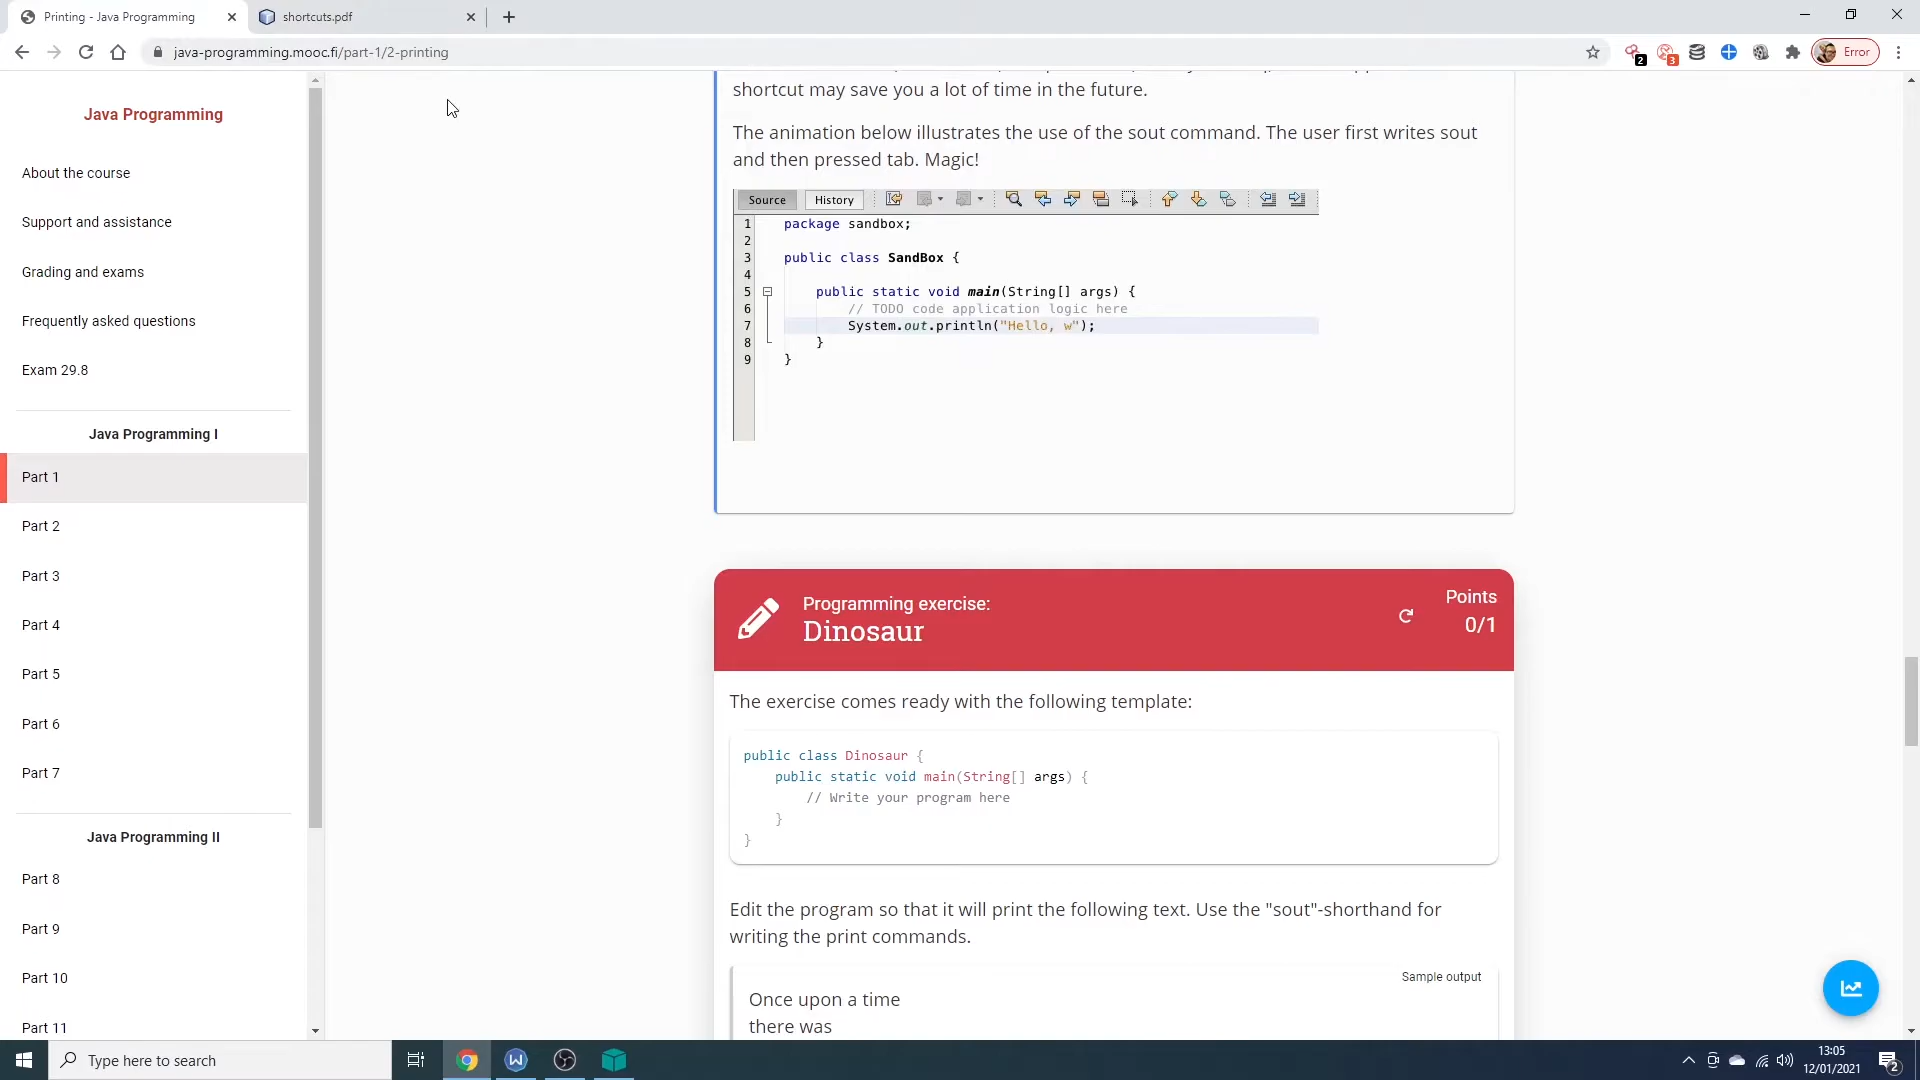 Printing - Java Programming
shortcuts.pdf
java-programming.mooc.fi/part-1/2-printing
2
3
Error
Java Programming
About the course
Support and assistance
Grading and exams
Frequently asked questions
Exam 29.8
Java Programming I
Part 1
Part 2
Part 3
Part 4
Part 5
Part 6
Part 7
Java Programming II
Part 8
Part 9
Part 10
Part 11
shortcut may save you a lot of time in the future.
The animation below illustrates the use of the sout command. The user first writes sout
and then pressed tab. Magic!
Source History
1 package sandbox;
2
3 public class SandBox {
4
5 public static void main(String[] args) {
6 // TODO code application logic here
7 System.out.println("Hello, w");
8 }
9 }
Programming exercise:
Dinosaur
Points
0/1
The exercise comes ready with the following template:
public class Dinosaur {
public static void main(String[] args) {
// Write your program here
}
}
Edit the program so that it will print the following text. Use the "sout"-shorthand for
writing the print commands.
Sample output
Once upon a time
there was
Type here to search
13:05
12/01/2021
2